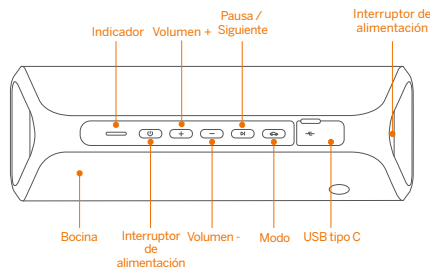 Indicador
Volumen +
Pausa /
Siguiente
Interruptor de
alimentación
Bocina
Interruptor
de
alimentación
Volumen -
Modo
USB tipo C